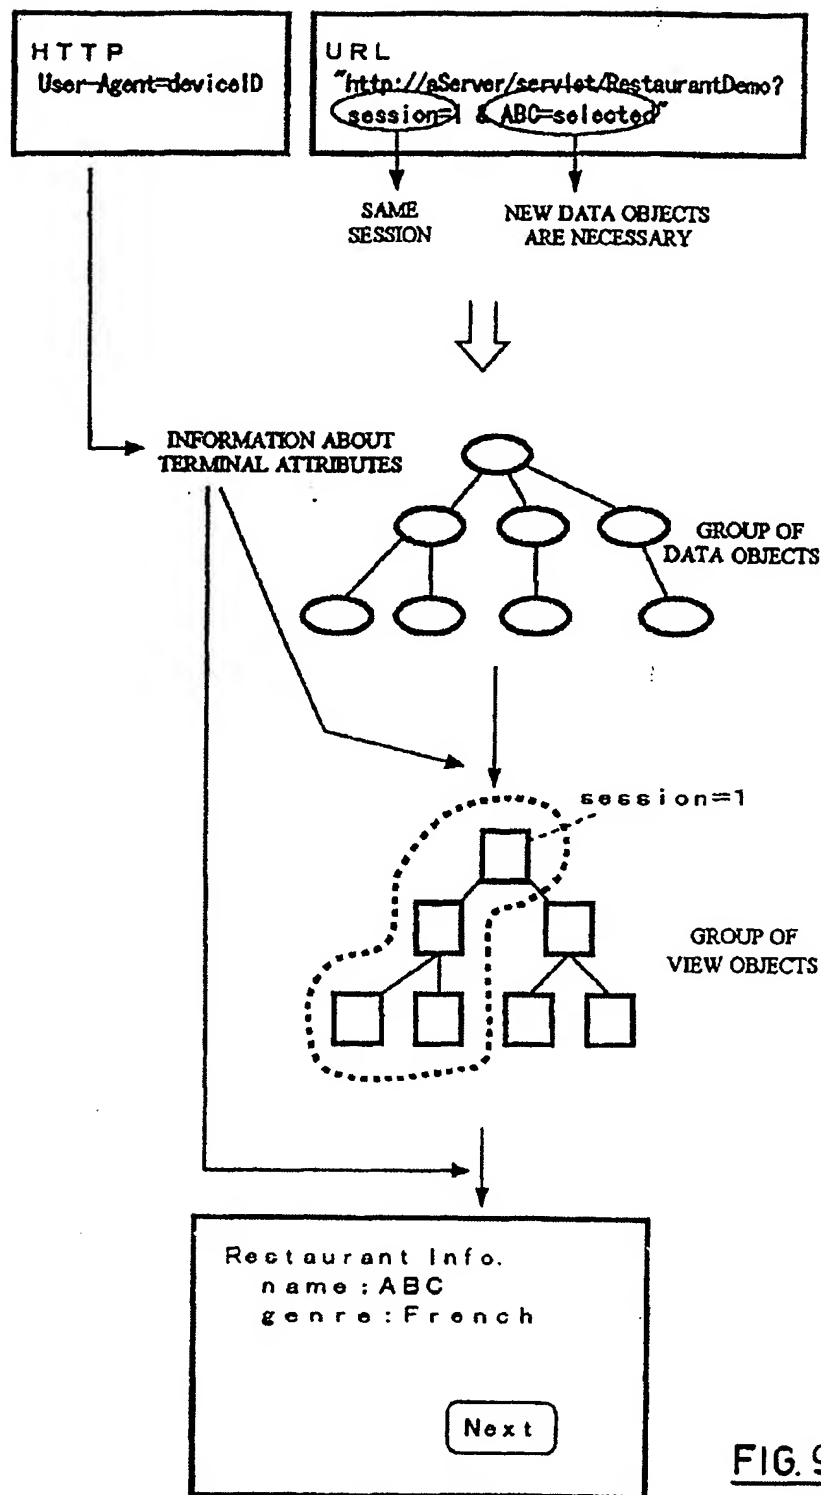 HTTP
User-Agent=deviceID
URL
"http://aServer/servlet/RestaurantDemo?
session=1 & ABC=selected"
SAME
SESSION
NEW DATA OBJECTS
ARE NECESSARY
INFORMATION ABOUT
TERMINAL ATTRIBUTES
GROUP OF
DATA OBJECTS
session=1
GROUP OF
VIEW OBJECTS
Restaurant Info.
name:ABC
genre:French
Next
FIG. 9